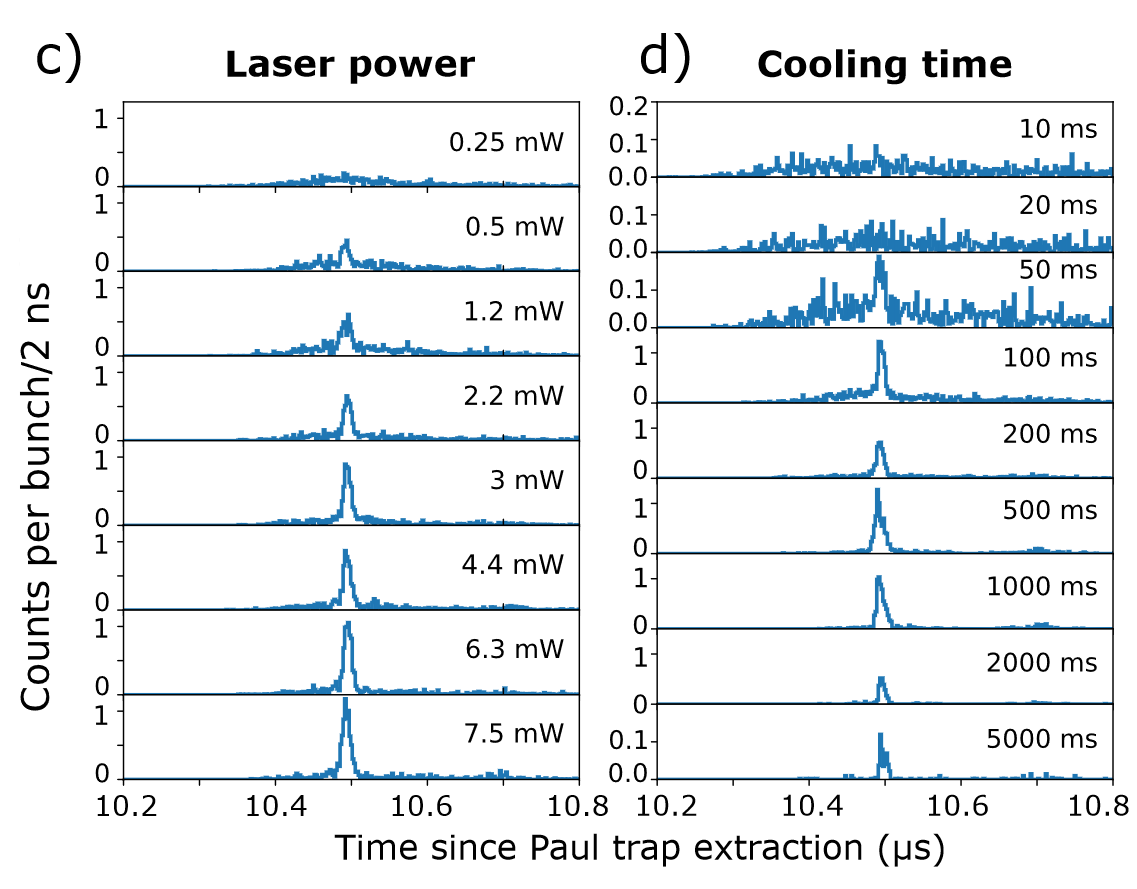 c)
Laser power
d)
Cooling time
Counts per bunch/2 ns
1
0
0.25 mW
1
0
0.5 mW
1
0
1.2 mW
1
0
2.2 mW
1
0
3 mW
1
0
4.4 mW
1
0
6.3 mW
1
0
7.5 mW
10.2
10.4
10.6
10.8
0.2
0.1
0.0
10 ms
0.1
0.0
20 ms
0.1
0.0
50 ms
1
0
100 ms
1
0
200 ms
1
0
500 ms
1
0
1000 ms
1
0
2000 ms
0.1
0.0
5000 ms
10.2
10.4
10.6
10.8
Time since Paul trap extraction (μs)